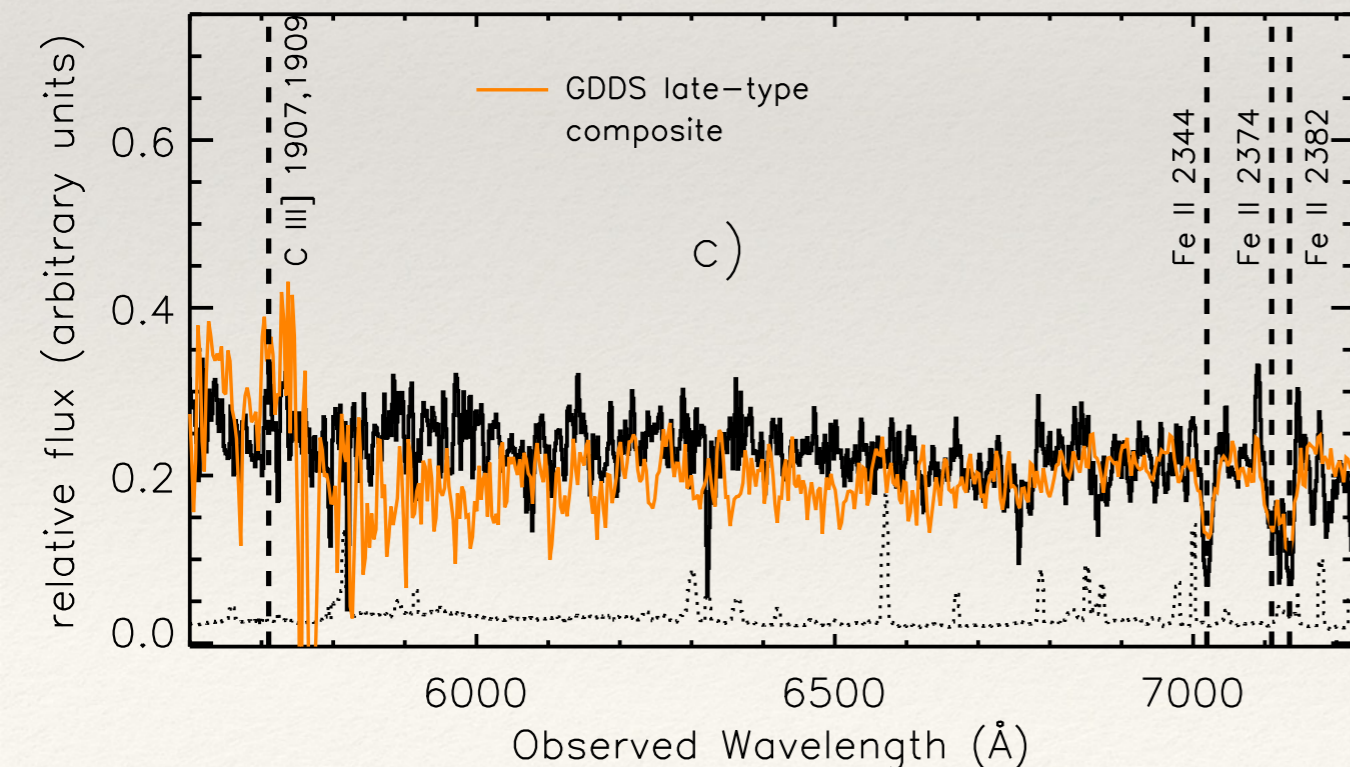 relative flux (arbitrary units)
0.6
0.4
0.2
0.0
C III] 1907,1909
GDDS late-type
composite
c)
Fe II 2344
Fe II 2374
Fe II 2382
6000
6500
7000
Observed Wavelength (Å)